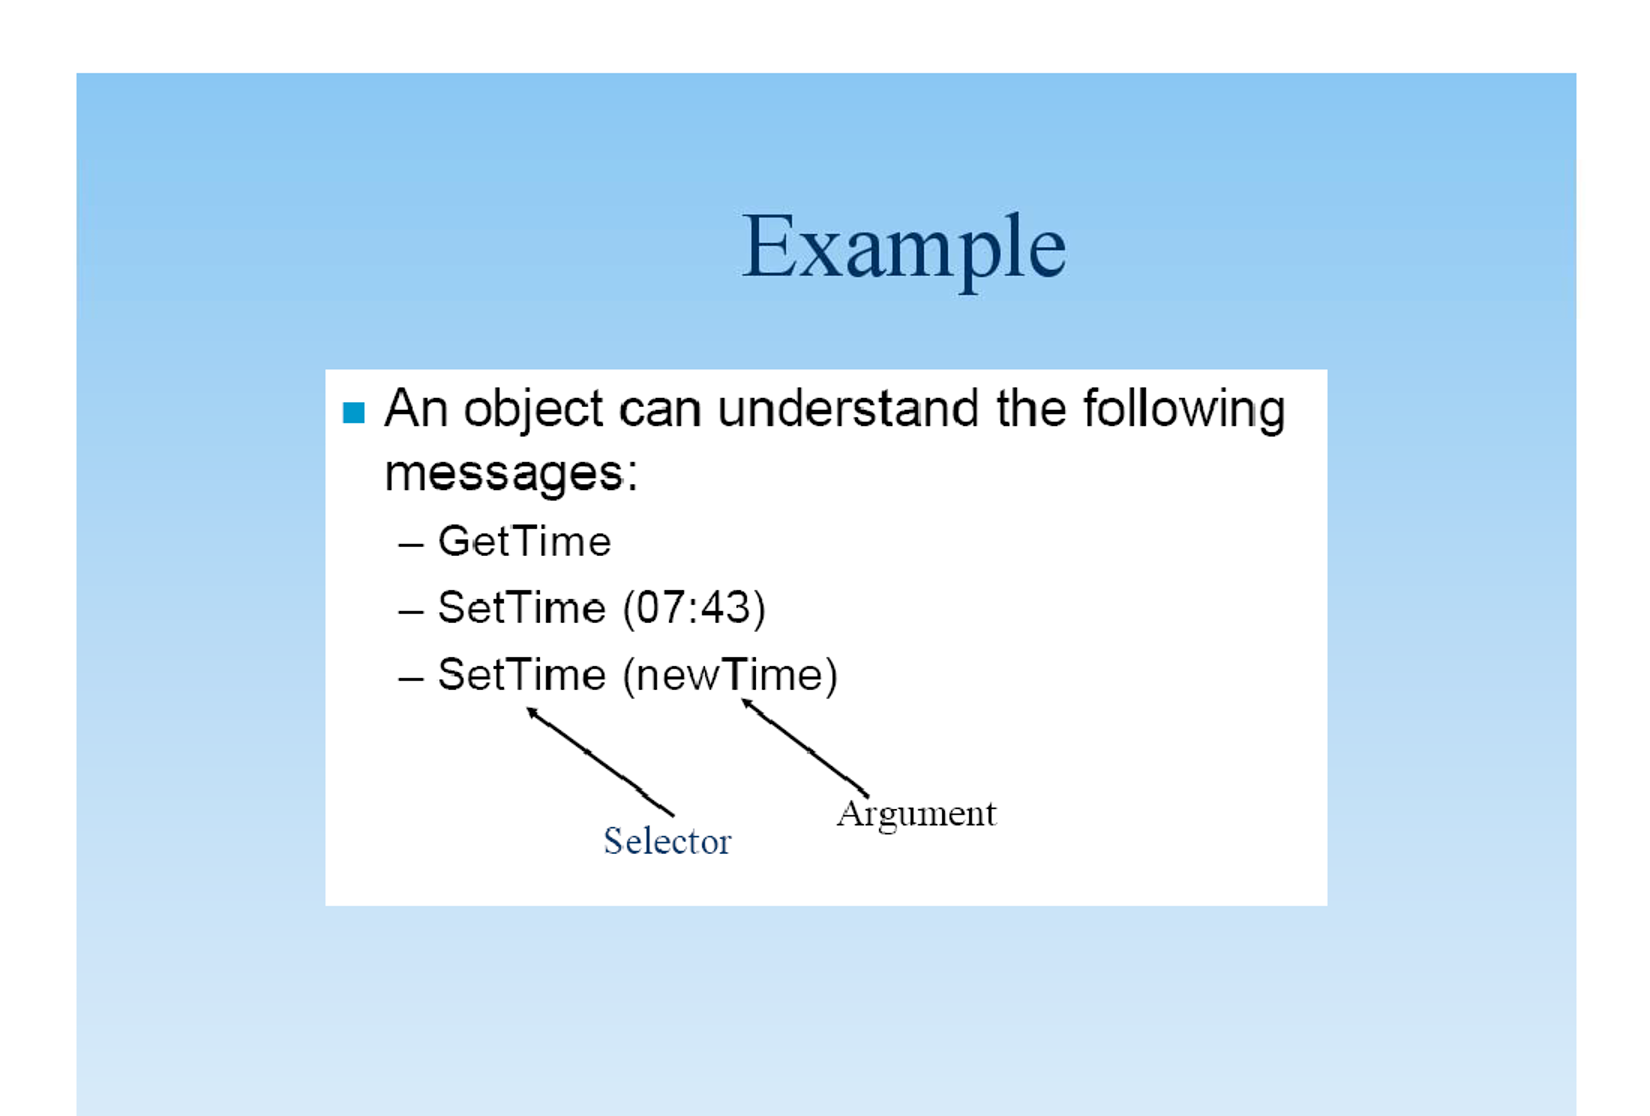 Example
An object can understand the following
messages:
– GetTime
– SetTime (07:43)
– SetTime (newTime)
Argument
Selector